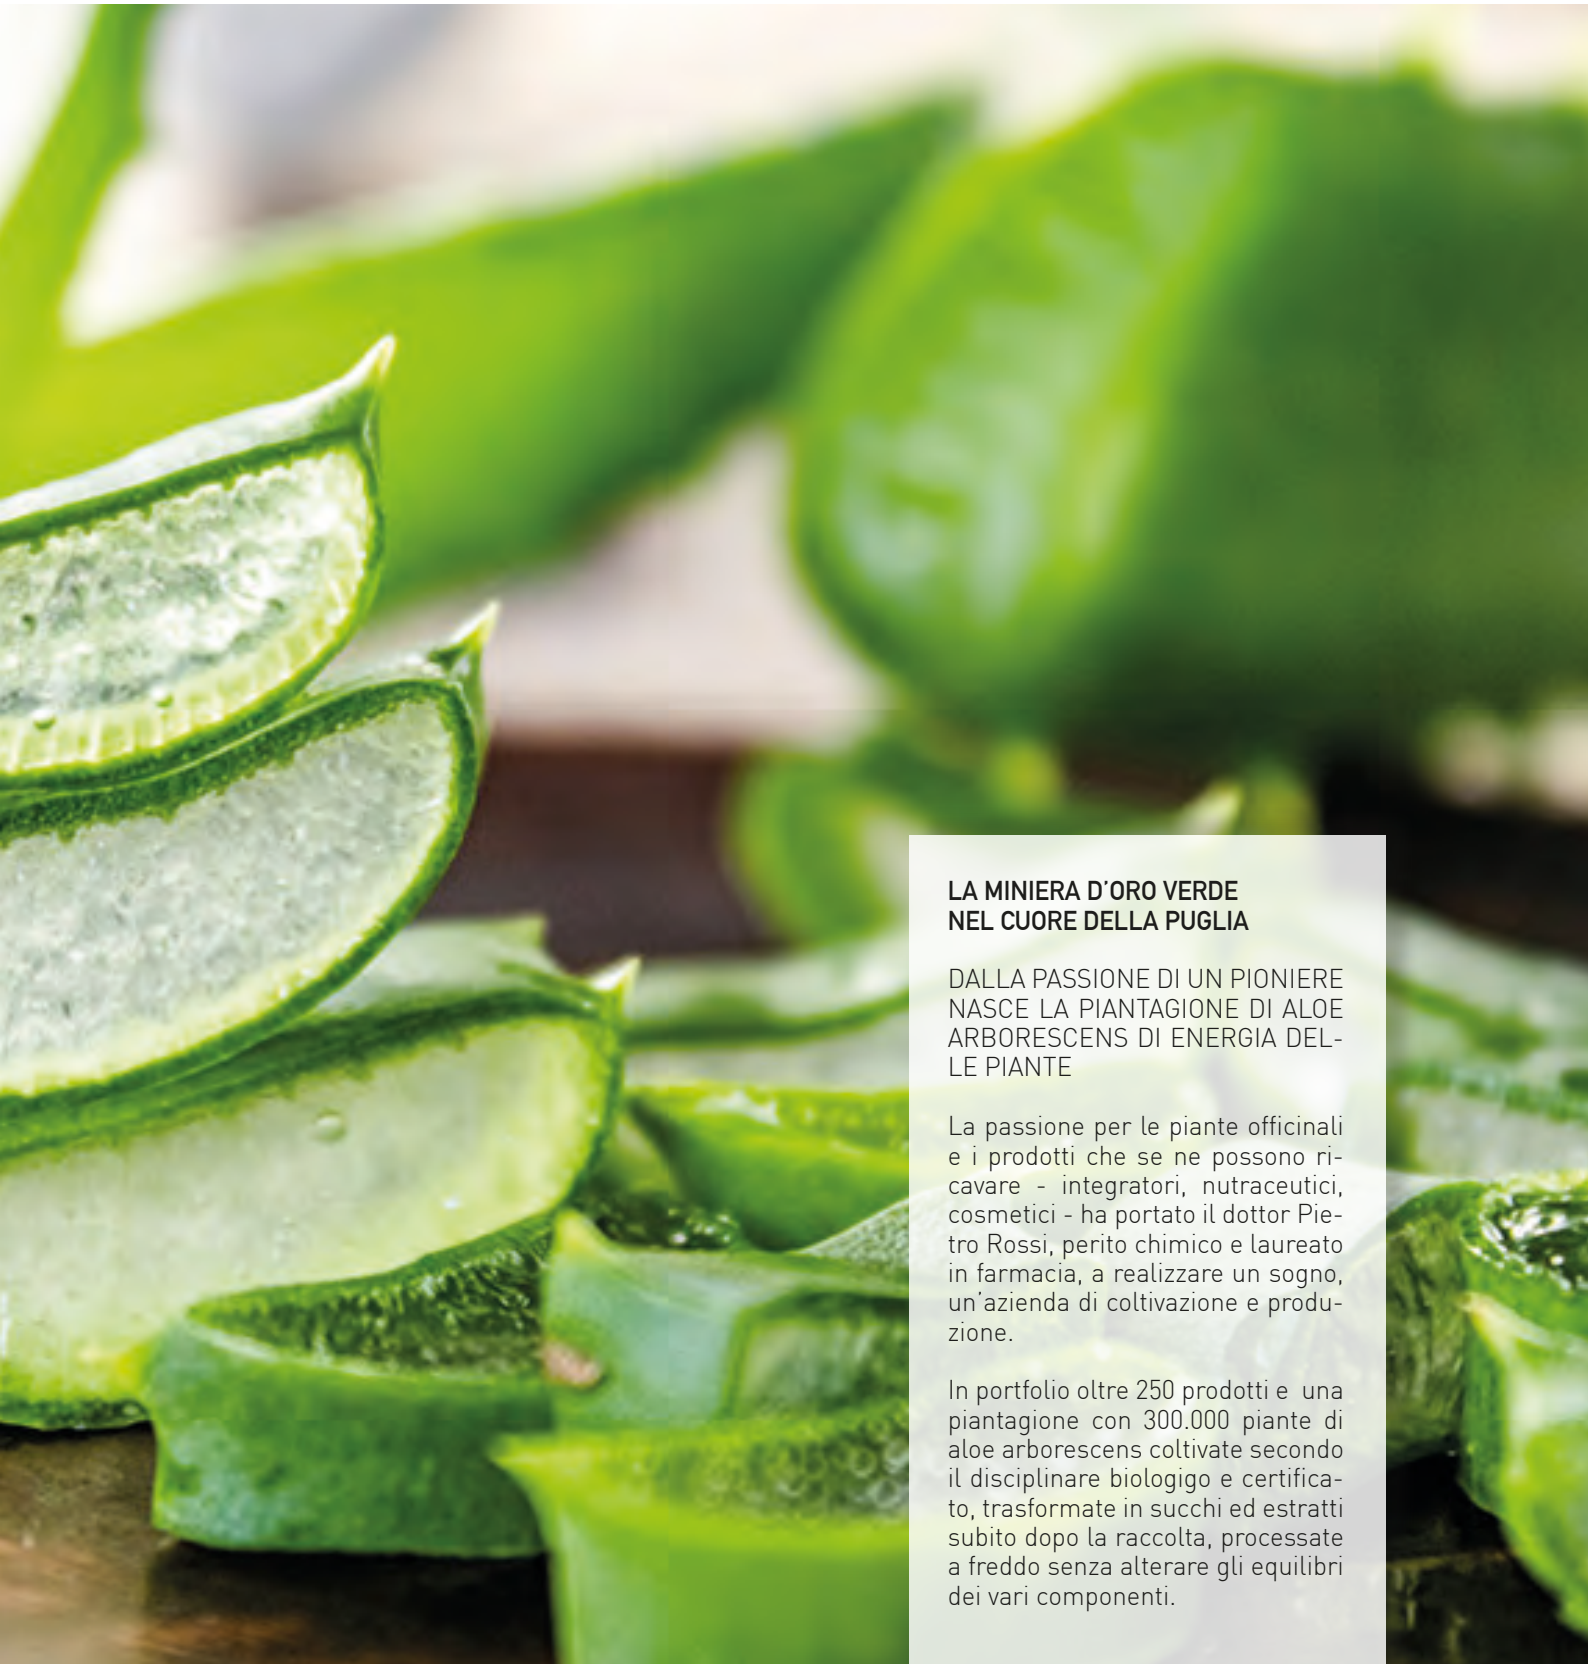 LA MINIERA D'ORO VERDE
NEL CUORE DELLA PUGLIA
DALLA PASSIONE DI UN PIONIERE
NASCE LA PIANTAGIONE DI ALOE
ARBORESCENS DI ENERGIA DEL-
LE PIANTE
La passione per le piante officinali
e i prodotti che se ne possono ri-
cavare - integratori, nutraceutici,
cosmetici - ha portato il dottor Pie-
tro Rossi, perito chimico e laureato
in farmacia, a realizzare un sogno,
un'azienda di coltivazione e produ-
zione.
In portfolio oltre 250 prodotti e una
piantagione con 300.000 piante di
aloe arborescens coltivate secondo
il disciplinare biologigo e certifica-
to, trasformate in succhi ed estratti
subito dopo la raccolta, processate
a freddo senza alterare gli equilibri
dei vari componenti.